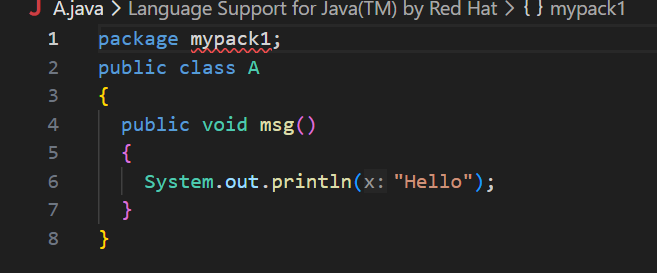 J A.java > Language Support for Java(TM) by Red Hat > { } mypack1
1 package mypack1;
2 public class A
3 {
4 public void msg()
5 {
6 System.out.println(x: "Hello");
7 }
8 }